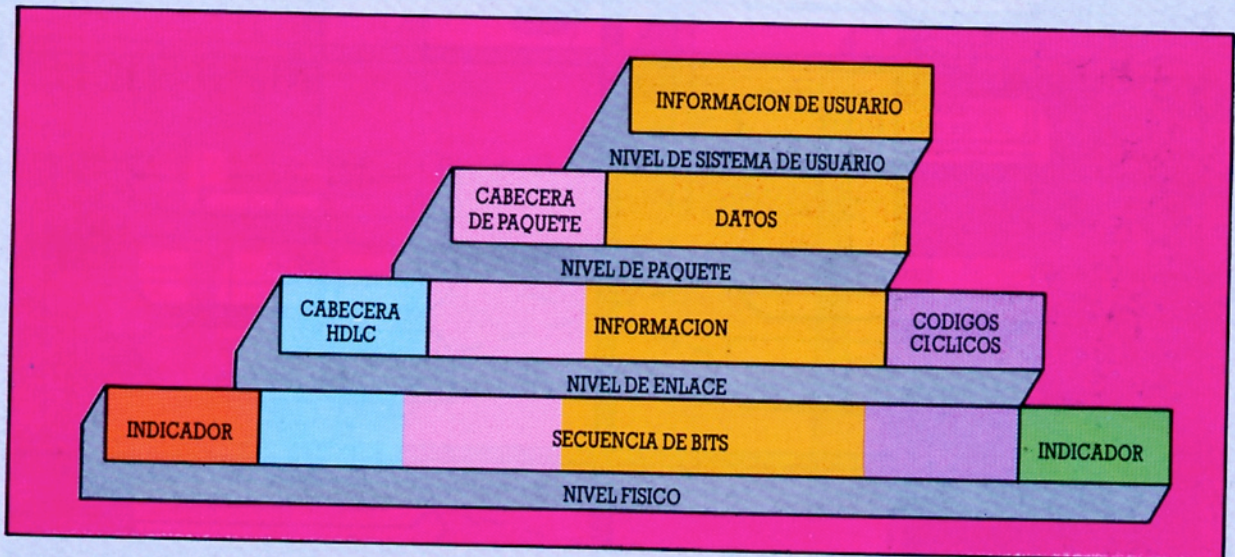 INFORMACION DE USUARIO
NIVEL DE SISTEMA DE USUARIO
CABECERA
DE PAQUETE
DATOS
NIVEL DE PAQUETE
CABECERA
HDLC
INFORMACION
CODIGOS
CICLICOS
NIVEL DE ENLACE
INDICADOR
SECUENCIA DE BITS
INDICADOR
NIVEL FISICO